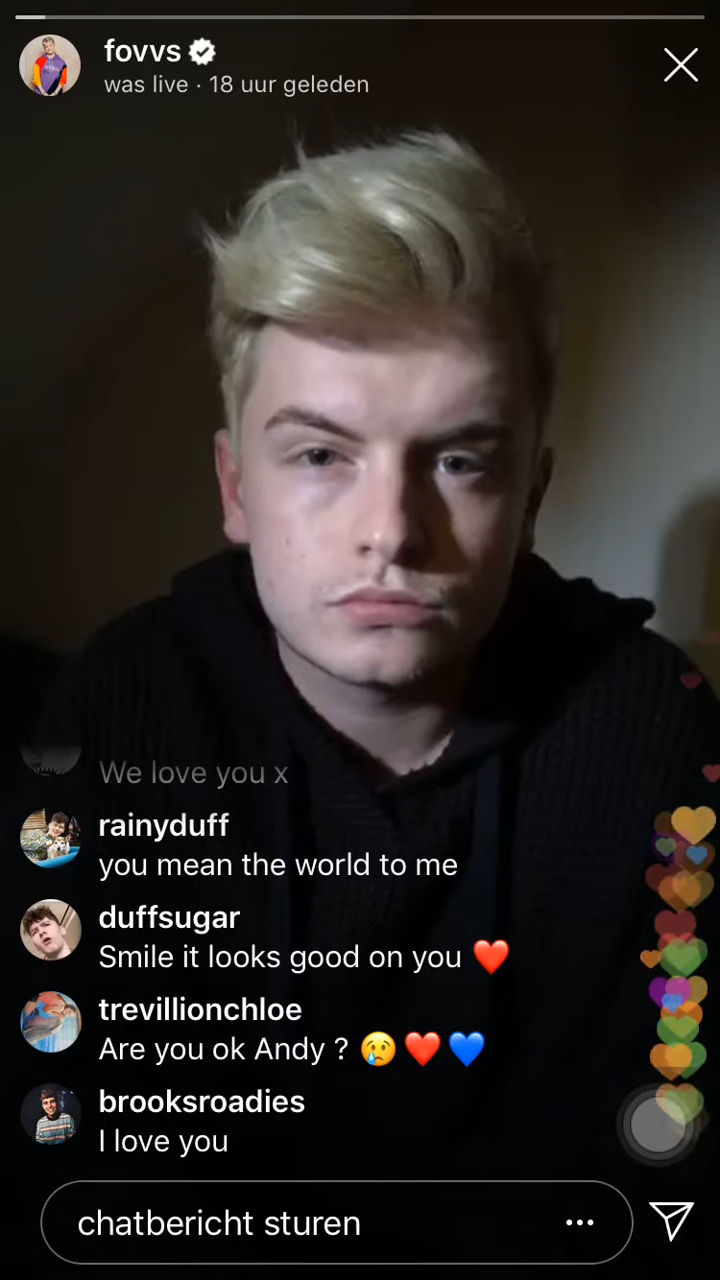 fovvs
was live · 18 uur geleden
We love you x
rainyduff
you mean the world to me
duffsugar
Smile it looks good on you ❤️
trevillionchloe
Are you ok Andy ? 😢 ❤️ 💙
brooksroadies
I love you
chatbericht sturen